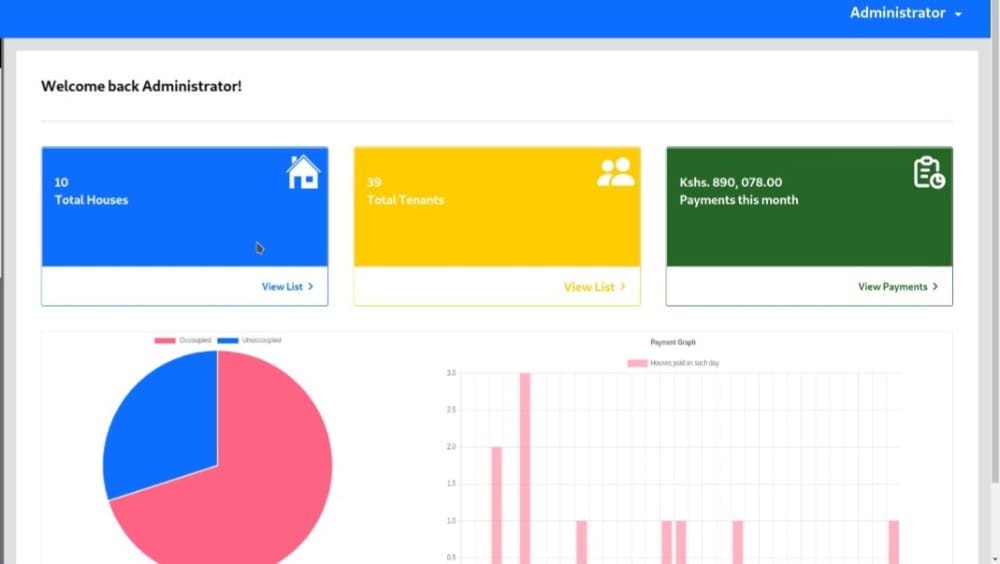 Administrator
Welcome back Administrator!
10
Total Houses
View List
39
Total Tenants
View List
Kshs. 890, 078.00
Payments this month
View Payments
Occoupied Unoccoupied
Payment Graph
Houses paid on such day
3.0
2.5
2.0
1.5
1.0
0.5